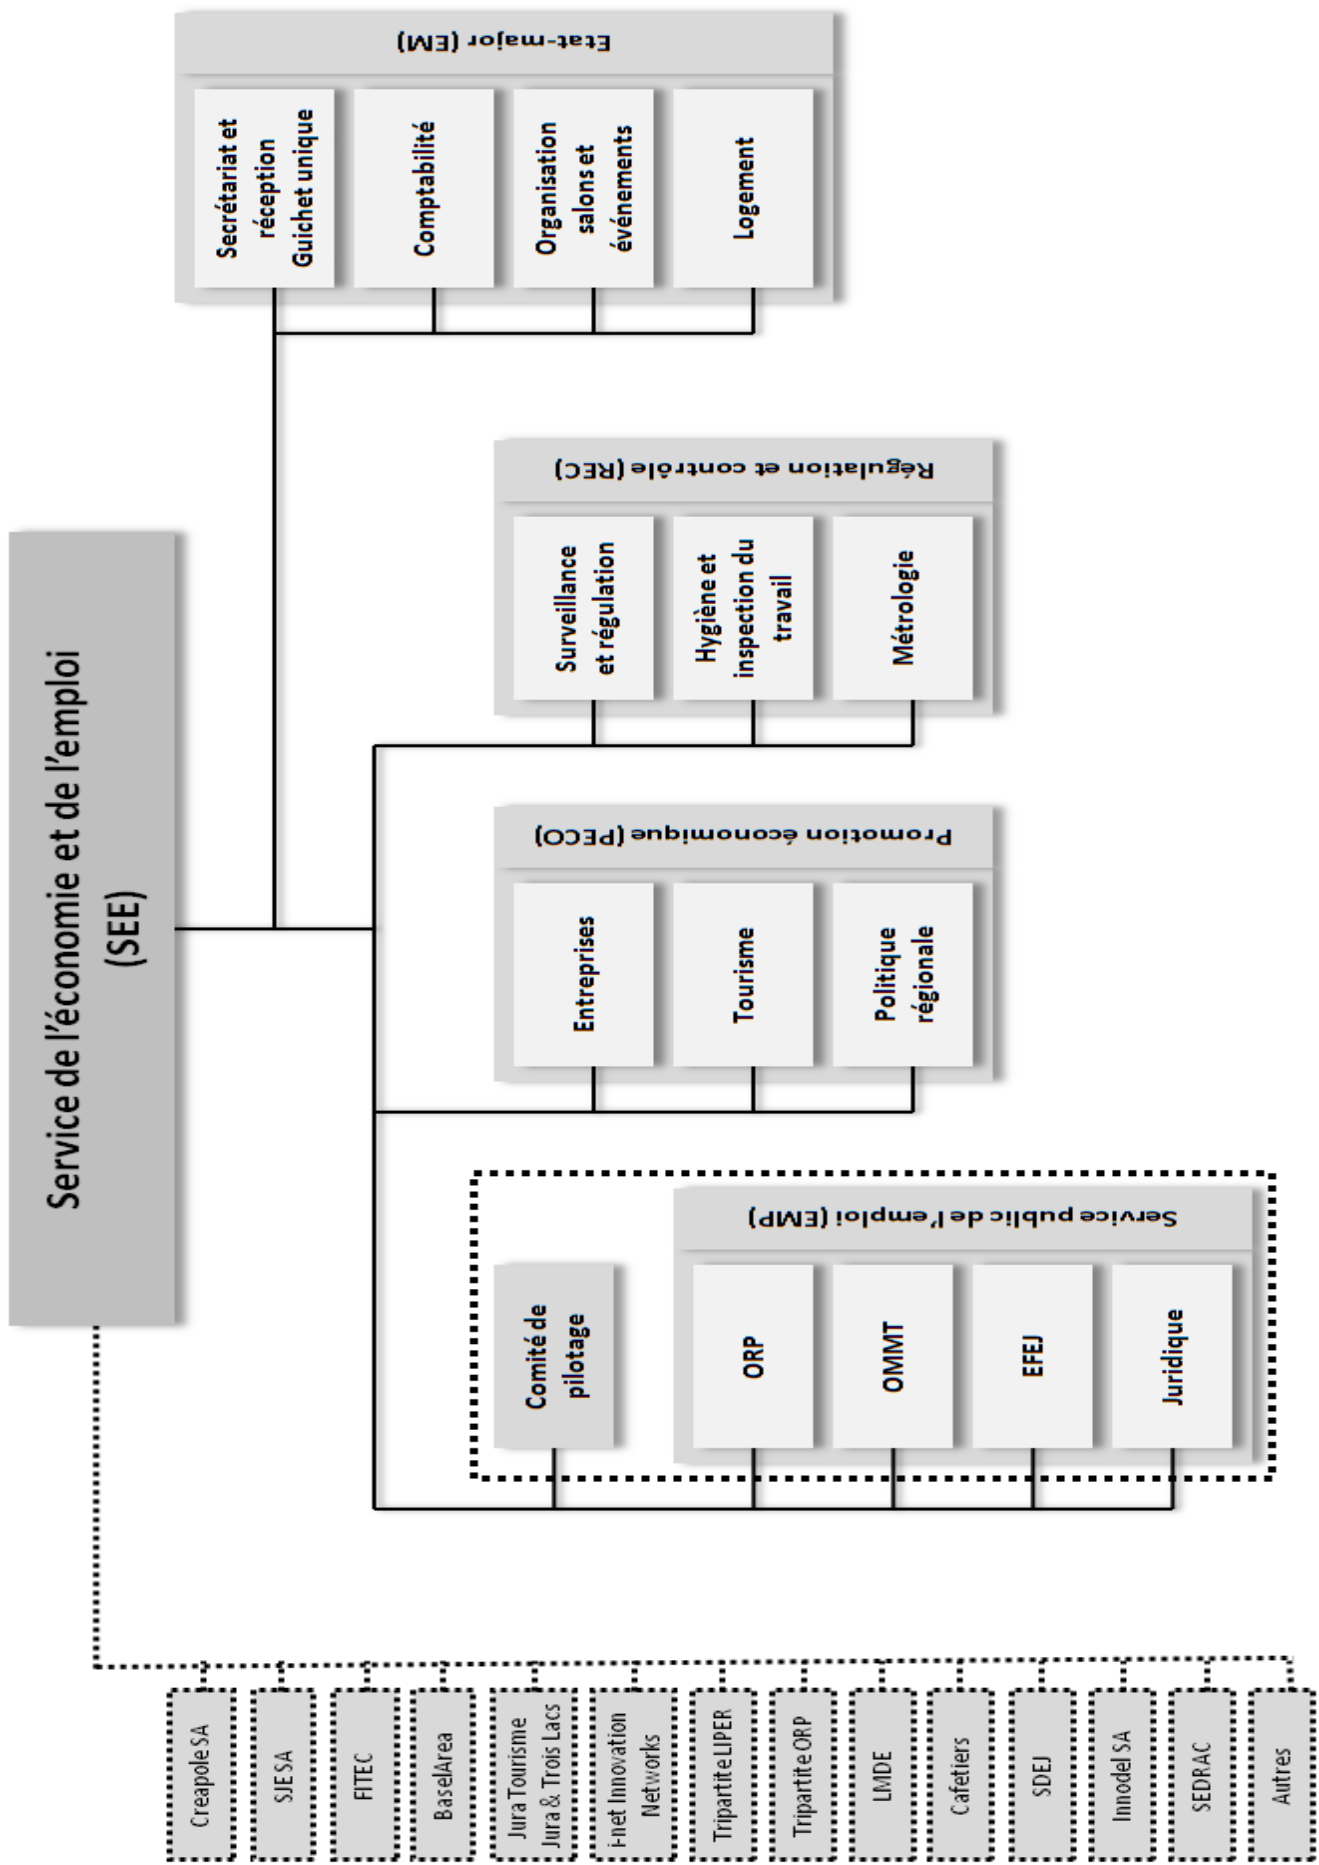 Service de l'économie et de l'emploi
(SEE)
Creapole SA
SJE SA
FITEC
BaselArea
Jura Tourisme
Jura & Trois Lacs
i-net Innovation
Networks
Tripartite LIPER
Tripartite ORP
LMDE
Cafetiers
SDEJ
Innodel SA
SEDRAC
Autres
Comité de
pilotage
Service public de l'emploi (EMP)
ORP
OMMT
EFEJ
Juridique
Promotion économique (PECO)
Entreprises
Tourisme
Politique
régionale
Régulation et contrôle (REC)
Surveillance
et régulation
Hygiène et
inspection du
travail
Métrologie
Etat-major (EM)
Secrétariat et
réception
Guichet unique
Comptabilité
Organisation
salons et
événements
Logement